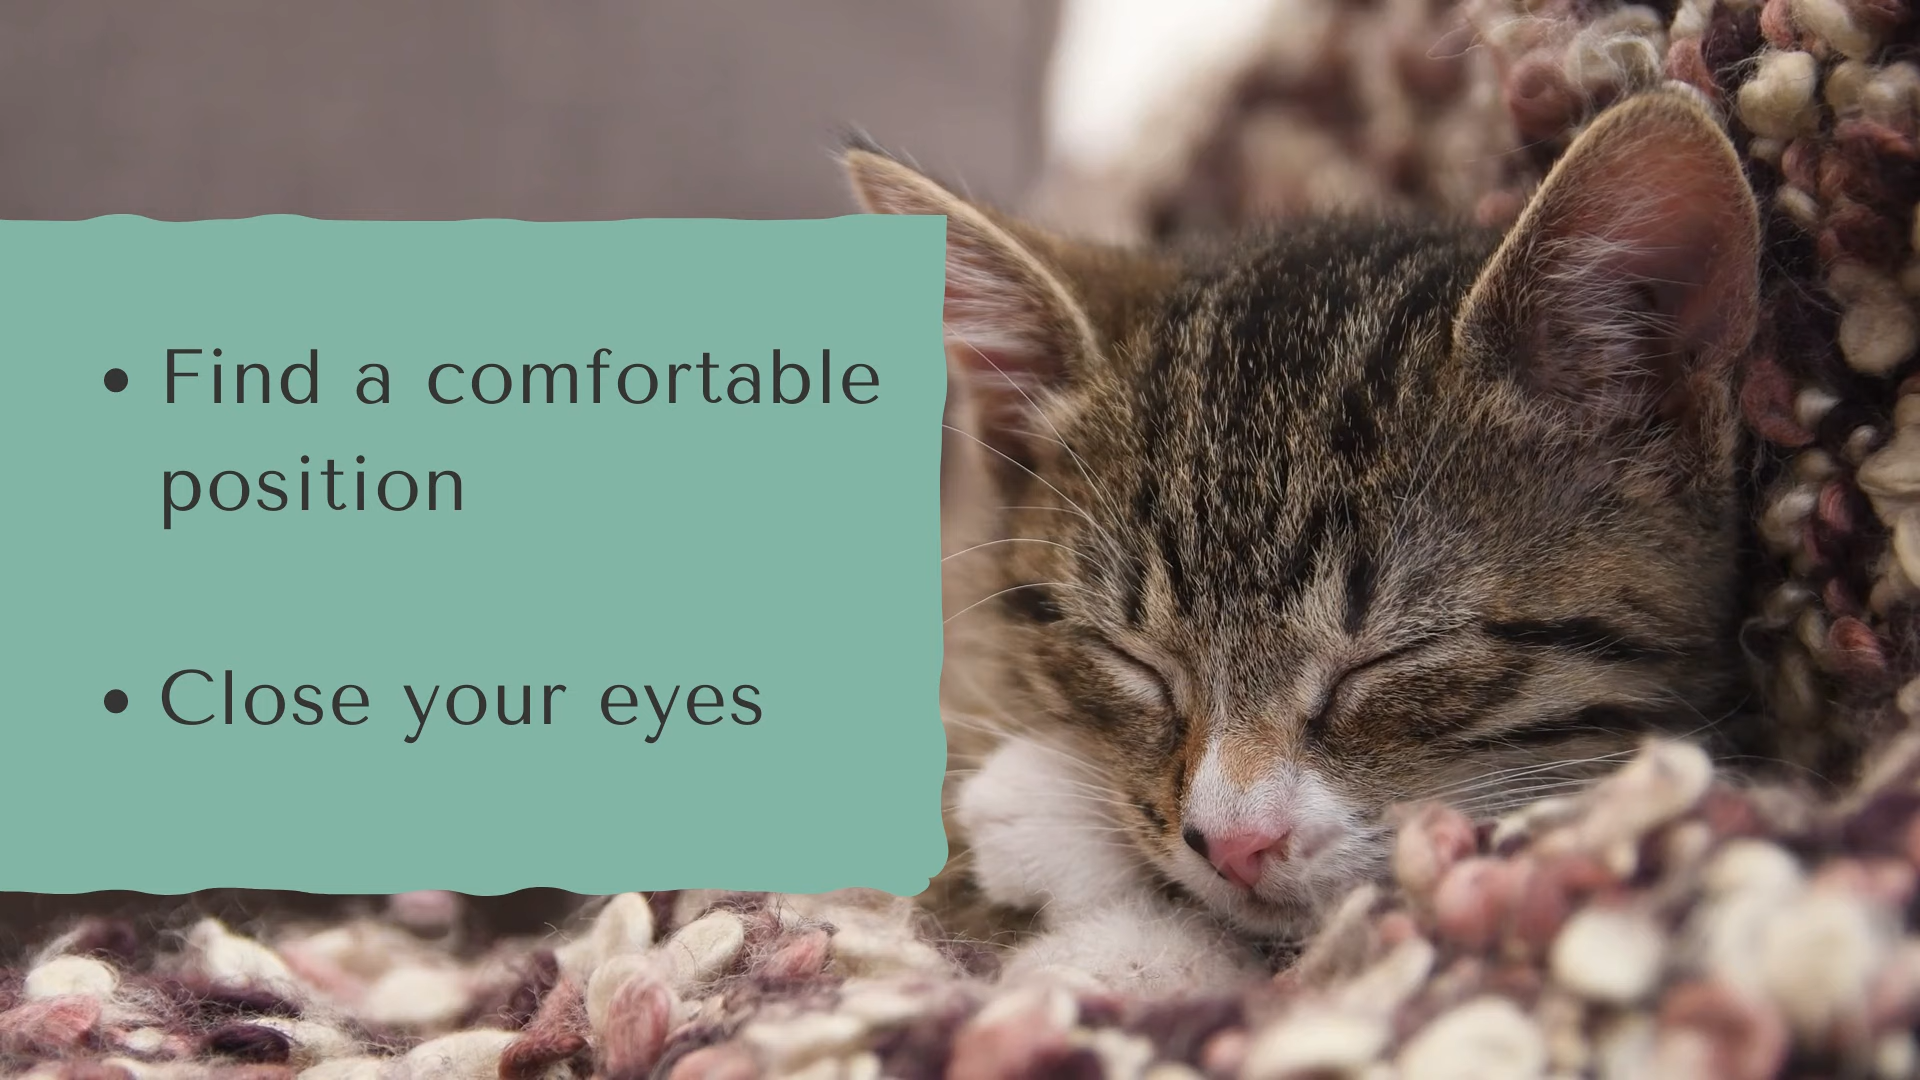 • Find a comfortable
position
• Close your eyes